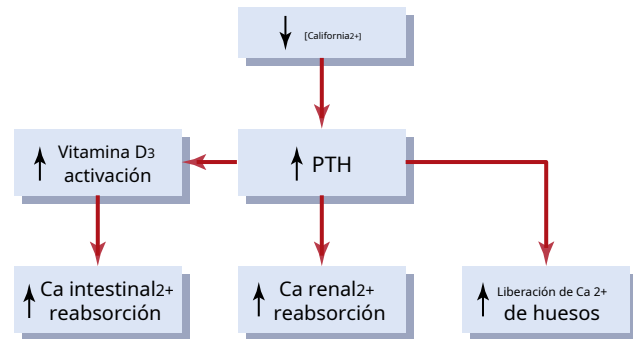 [California2+]
Vitamina D3
activación
PTH
Ca intestinal2+
reabsorción
Ca renal2+
reabsorción
Liberación de Ca 2+
de huesos